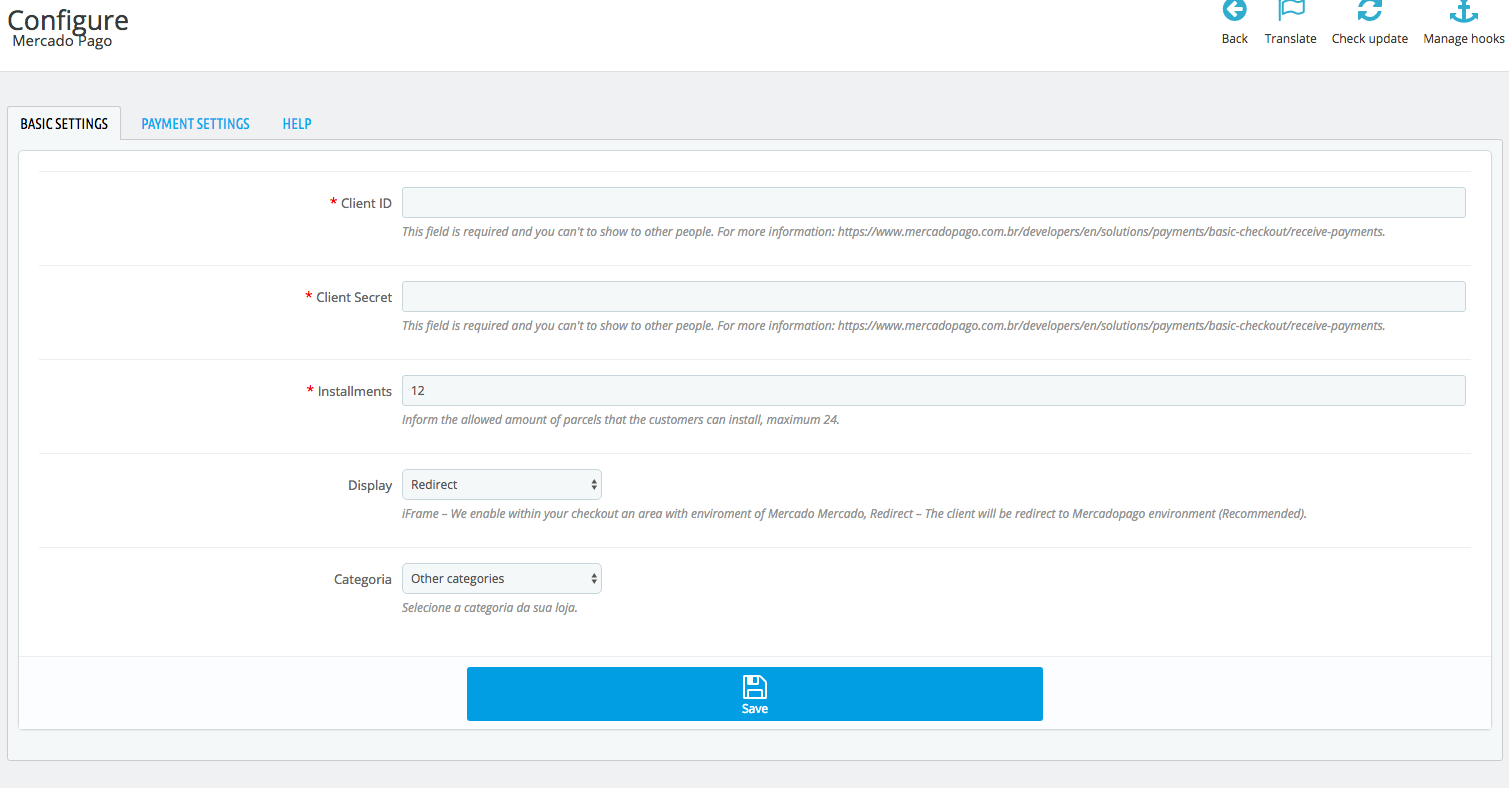 Configure
Mercado Pago
Back
Translate
Check update
Manage hooks
BASIC SETTINGS
PAYMENT SETTINGS
HELP
* Client ID
This field is required and you can't to show to other people. For more information: https://www.mercadopago.com.br/developers/en/solutions/payments/basic-checkout/receive-payments.
* Client Secret
This field is required and you can't to show to other people. For more information: https://www.mercadopago.com.br/developers/en/solutions/payments/basic-checkout/receive-payments.
* Installments
12
Inform the allowed amount of parcels that the customers can install, maximum 24.
Display
Redirect
iFrame – We enable within your checkout an area with enviroment of Mercado Mercado, Redirect – The client will be redirect to Mercadopago environment (Recommended).
Categoria
Other categories
Selecione a categoria da sua loja.
Save